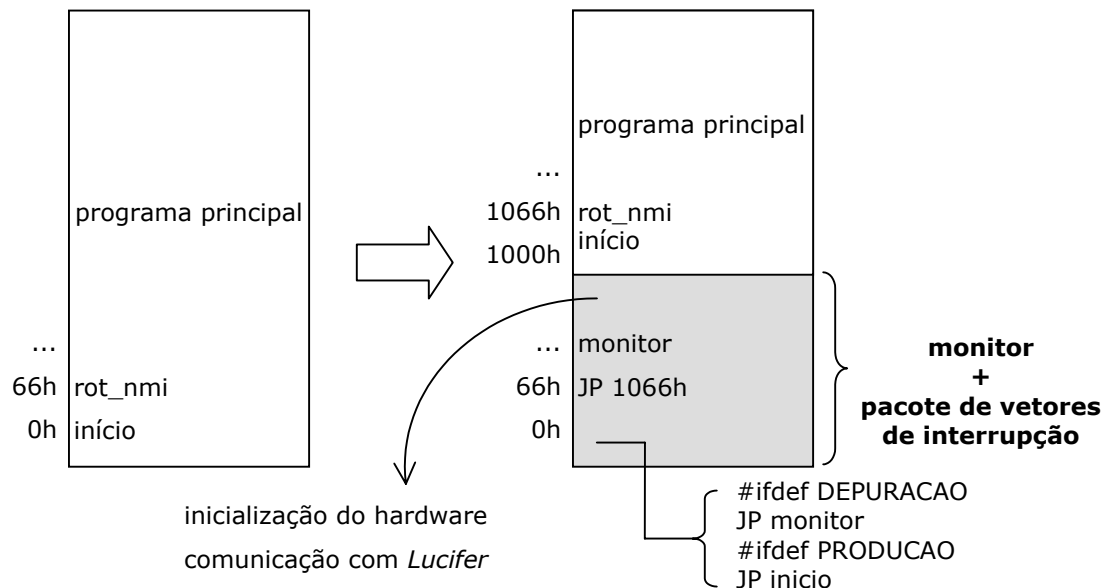 programa principal
...
66h rot_nmi
0h início
programa principal
...
1066h rot_nmi
1000h início
... monitor
66h JP 1066h
0h
monitor
+
pacote de vetores
de interrupção
inicialização do hardware
comunicação com Lucifer
#ifdef DEPURACAO
JP monitor
#ifdef PRODUCAO
JP inicio